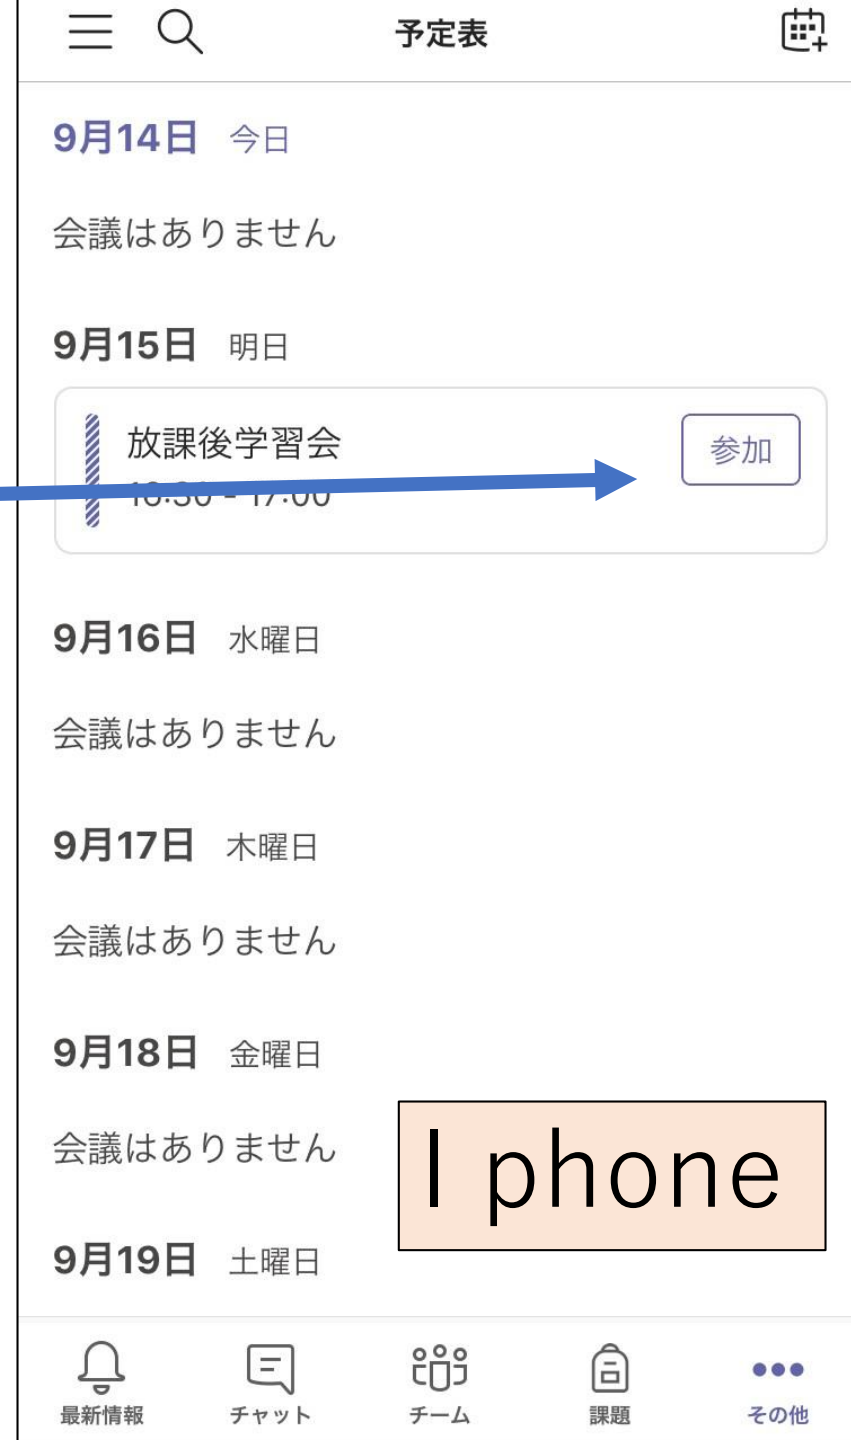 予定表
9月14日 今日
会議はありません
9月15日 明日
放課後学習会
参加
- 17:00
9月16日 水曜日
会議はありません
9月17日 木曜日
会議はありません
9月18日 金曜日
会議はありません
I phone
9月19日 土曜日
最新情報 チャット チーム 課題 その他